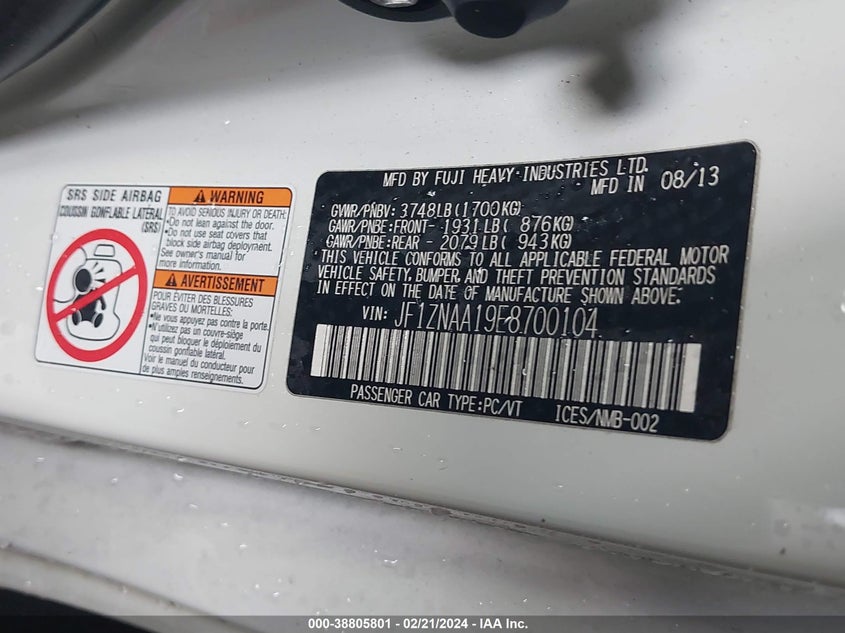 SRS SIDE AIRBAG
COUSSIN GONFLABLE LATERAL
(SRS)
WARNING
TO AVOID SERIOUS INJURY OR DEATH:
•Do not lean against the door.
•Do not use seat covers that
block side airbag deployment.
See owner's manual for
more information.
AVERTISSEMENT
POUR ÉVITER DES BLESSURES
GRAVES OU MORTELLES:
•Ne pas s'appuyer contre la porte.
•N'utilisez pas un couvre-siège
qui peut bloquer le déploiement du
coussin gonflable latéral.
Voir le manuel du conducteur pour
de plus amples renseignements.
MFD BY FUJI HEAVY INDUSTRIES LTD.
MFD IN 08/13
GVWR/PNBV: 3748LB(1700KG)
GAWR/PNBE:FRONT- 1931LB( 876KG)
GAWR/PNBE:REAR - 2079LB( 943KG)
THIS VEHICLE CONFORMS TO ALL APPLICABLE FEDERAL MOTOR
VEHICLE SAFETY, BUMPER, AND THEFT PREVENTION STANDARDS
IN EFFECT ON THE DATE OF MANUFACTURE SHOWN ABOVE.
VIN: JF1ZNAA19E8700104
PASSENGER CAR TYPE:PC/VT ICES/NMB-002
000-38805801 - 02/21/2024 - IAA Inc.